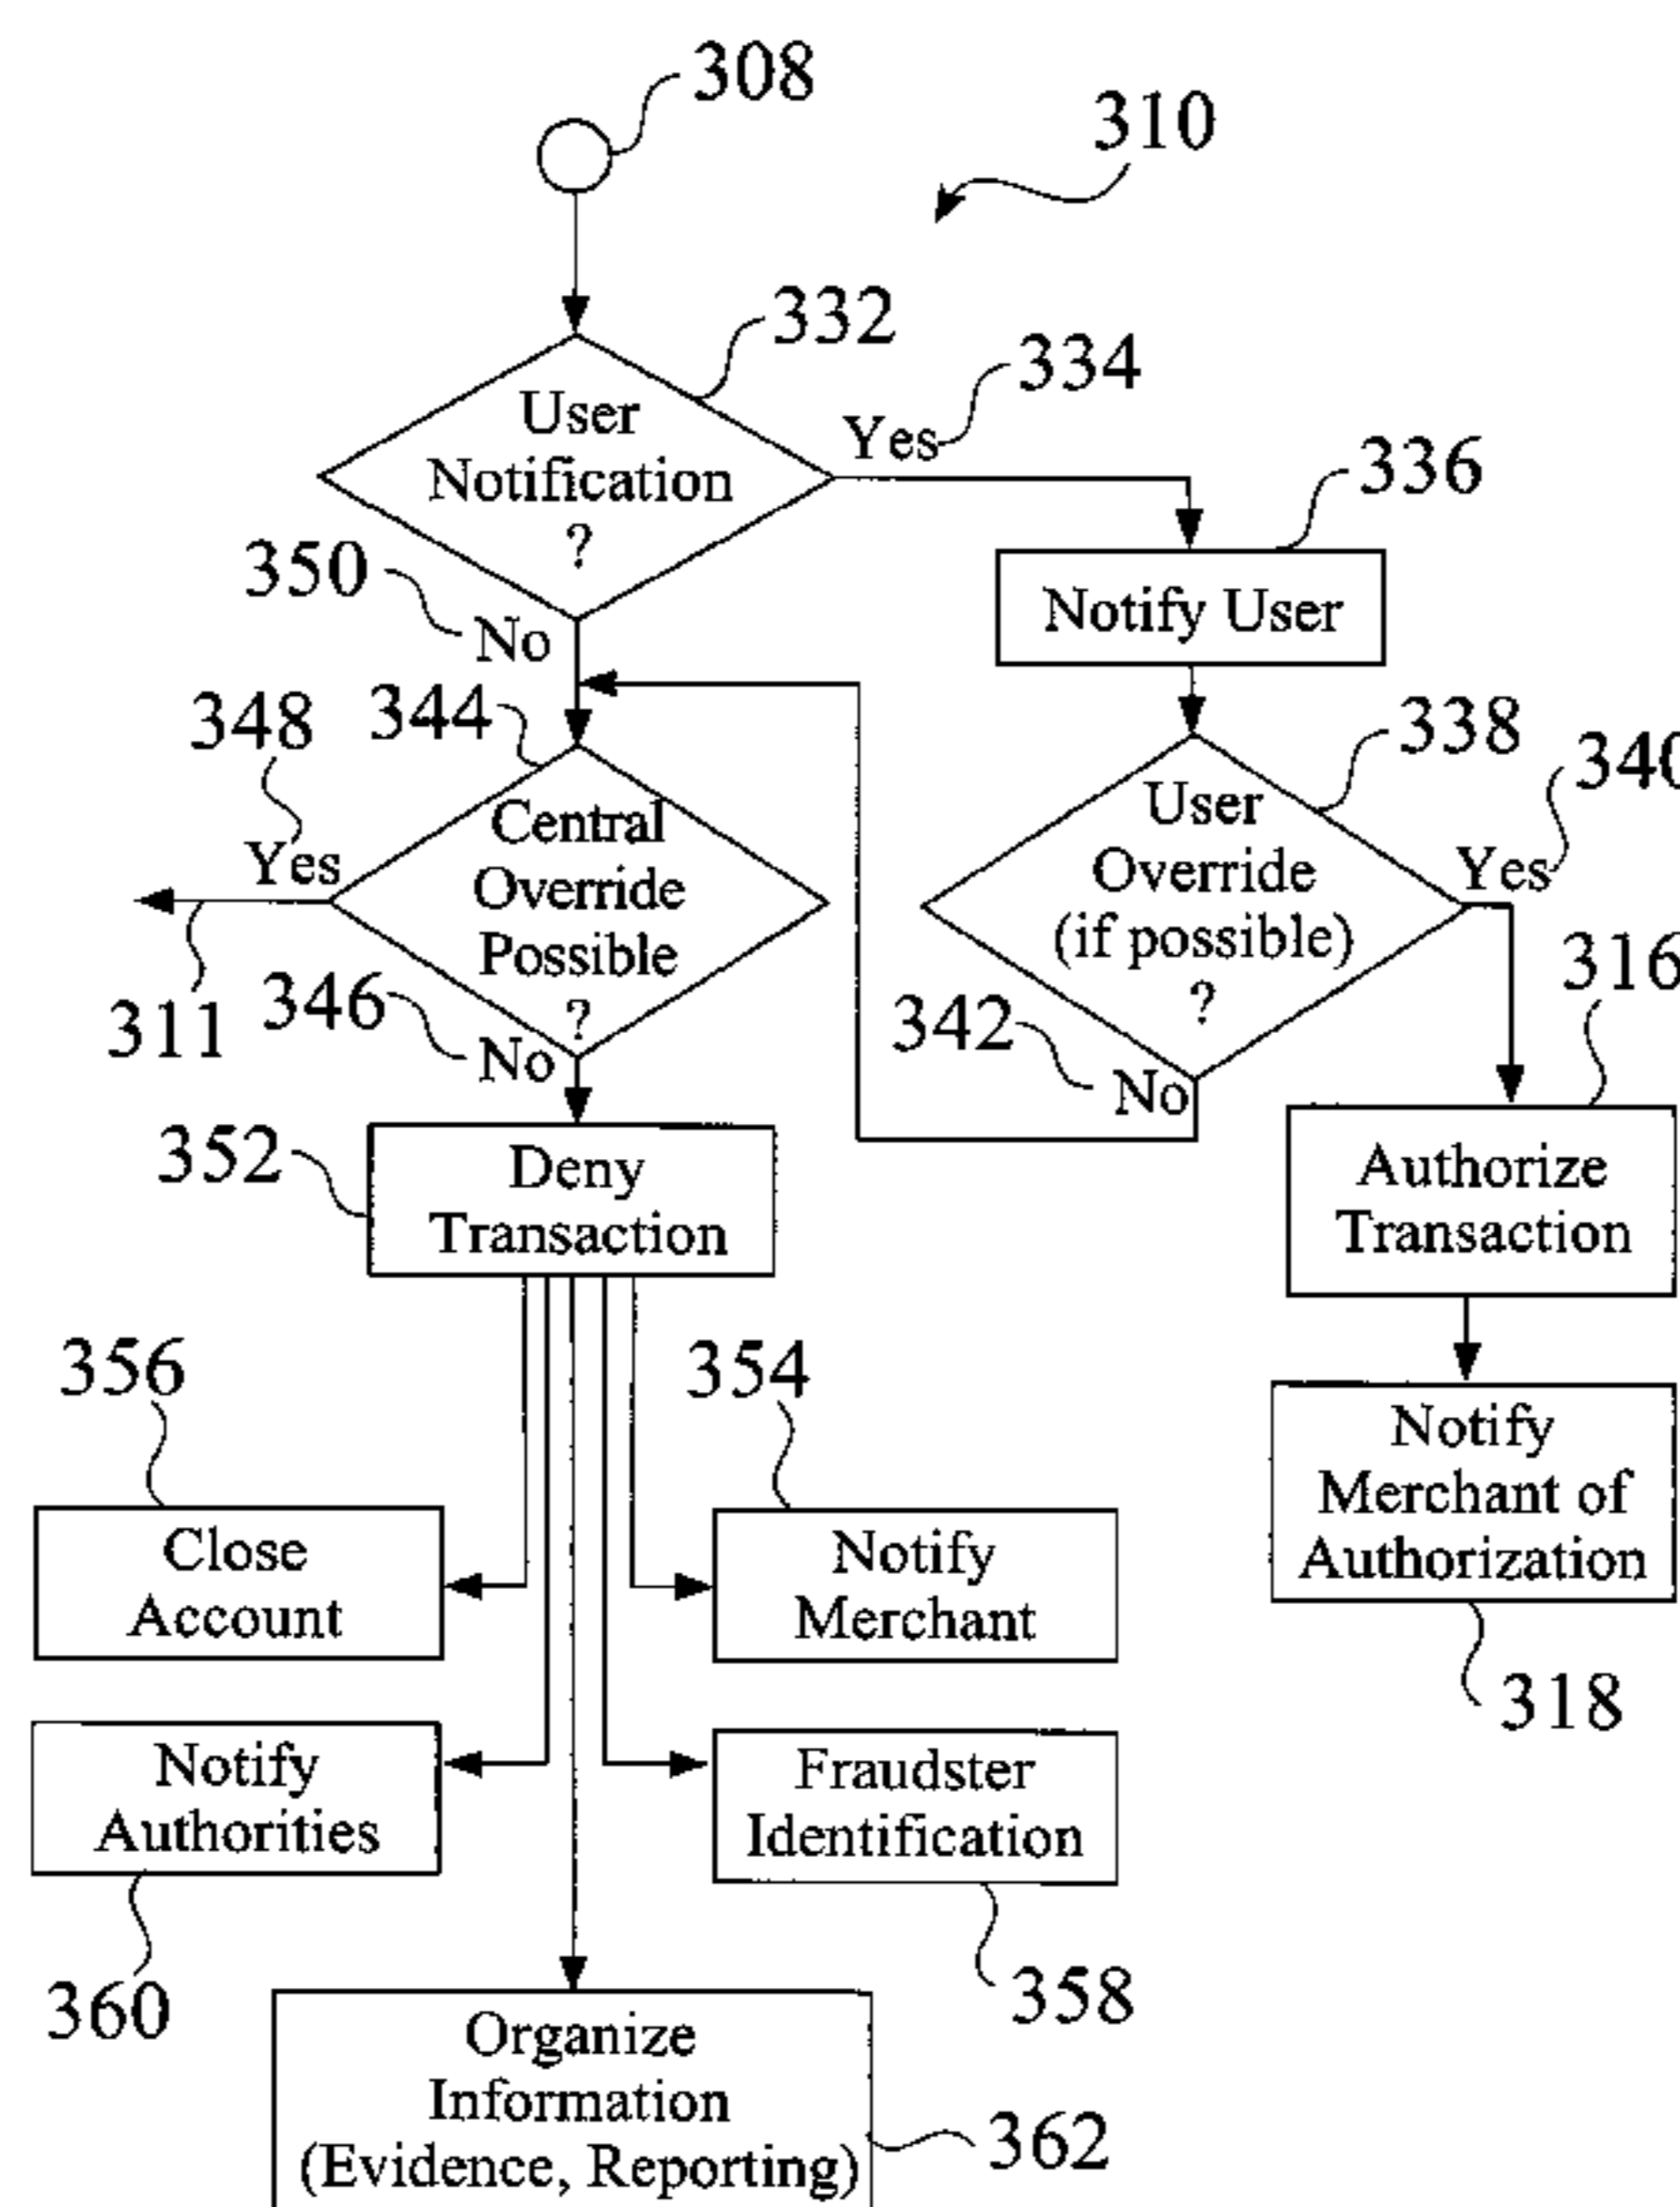 308
310
332
334
User
Notification
?
Yes
336
350
No
Notify User
348
344
338
340
Yes
Central
Override
Possible
?
User
Override
(if possible)
?
Yes
311
346
No
342
No
316
352
Deny
Transaction
Authorize
Transaction
356
354
Close
Account
Notify
Merchant
Notify
Merchant of
Authorization
318
Notify
Authorities
Fraudster
Identification
360
358
Organize
Information
(Evidence, Reporting)
362